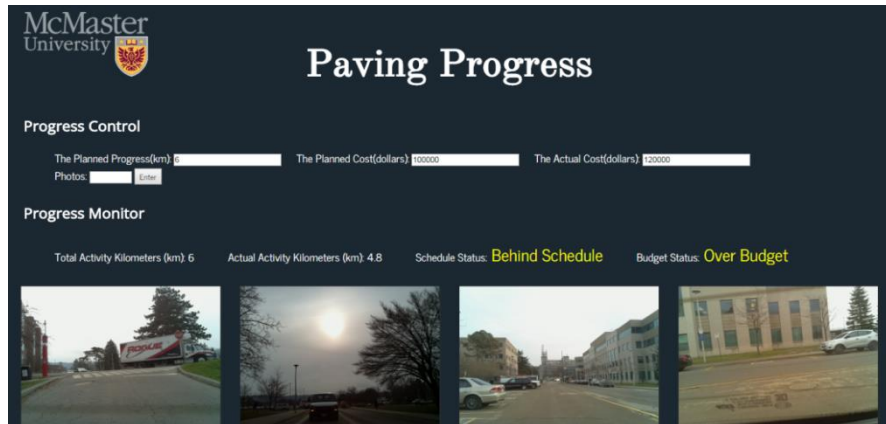 McMaster
University
Paving Progress
Progress Control
The Planned Progress(km): 6 The Planned Cost(dollars): 100000 The Actual Cost(dollars): 120000
Photos: Enter
Progress Monitor
Total Activity Kilometers (km): 6 Actual Activity Kilometers (km): 4.8 Schedule Status: Behind Schedule Budget Status: Over Budget
ROGUE